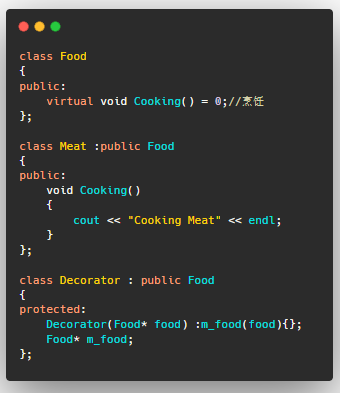 class Food
{
public:
    virtual void Cooking() = 0;//烹饪
};

class Meat :public Food
{
public:
    void Cooking()
    {
        cout << "Cooking Meat" << endl;
    }
};

class Decorator : public Food
{
protected:
    Decorator(Food* food) :m_food(food){};
    Food* m_food;
};